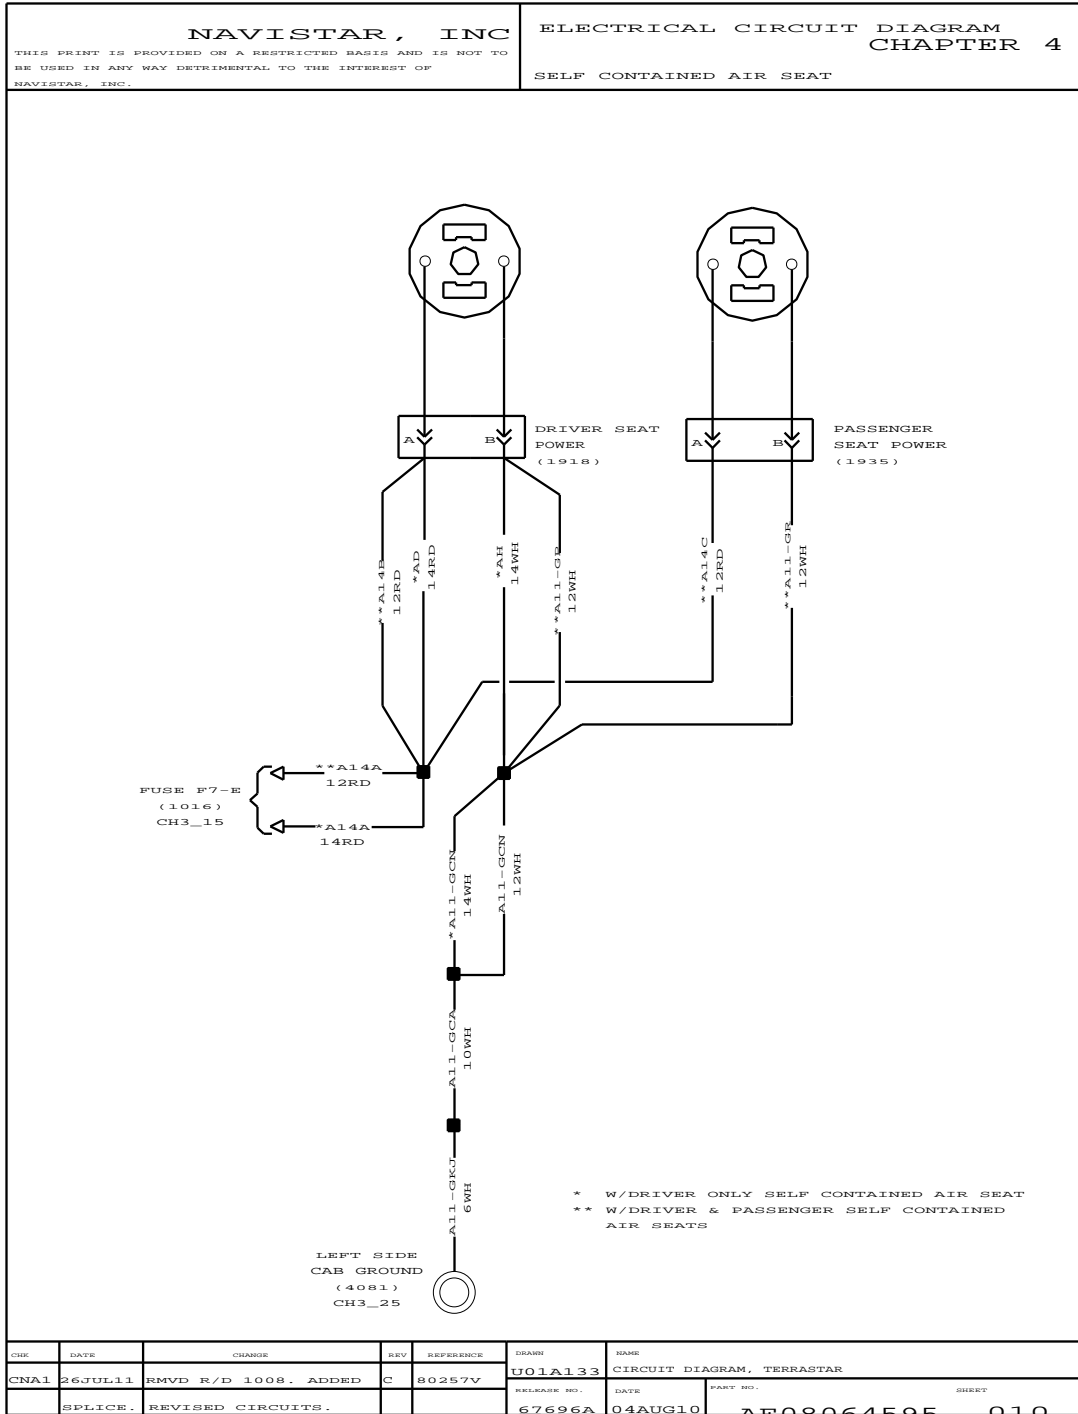 NAVISTAR, INC
THIS PRINT IS PROVIDED ON A RESTRICTED BASIS AND IS NOT TO
BE USED IN ANY WAY DETRIMENTAL TO THE INTEREST OF
NAVISTAR, INC.
ELECTRICAL CIRCUIT DIAGRAM
CHAPTER 4
SELF CONTAINED AIR SEAT
A
B
DRIVER SEAT
POWER
(1918)
A
B
PASSENGER
SEAT POWER
(1935)
**A14B
12RD
*AD
14RD
*AH
14WH
**A11-GR
12WH
**A14C
12RD
**A11-GR
12WH
**A14A
12RD
FUSE F7-E
(1016)
CH3_15
*A14A
14RD
*A11-GCN
14WH
A11-GCN
12WH
A11-GCA
10WH
A11-GKJ
6WH
* W/DRIVER ONLY SELF CONTAINED AIR SEAT
** W/DRIVER & PASSENGER SELF CONTAINED
AIR SEATS
LEFT SIDE
CAB GROUND
(4081)
CH3_25
CHK DATE CHANGE REV REFERENCE
CNA1 26JUL11 RMVD R/D 1008. ADDED C 80257V
SPLICE. REVISED CIRCUITS.
DRAWN
U01A133
NAME
CIRCUIT DIAGRAM, TERRASTAR
RELEASE NO.
67696A
DATE
04AUG10
PART NO.
AE08064595
SHEET
010